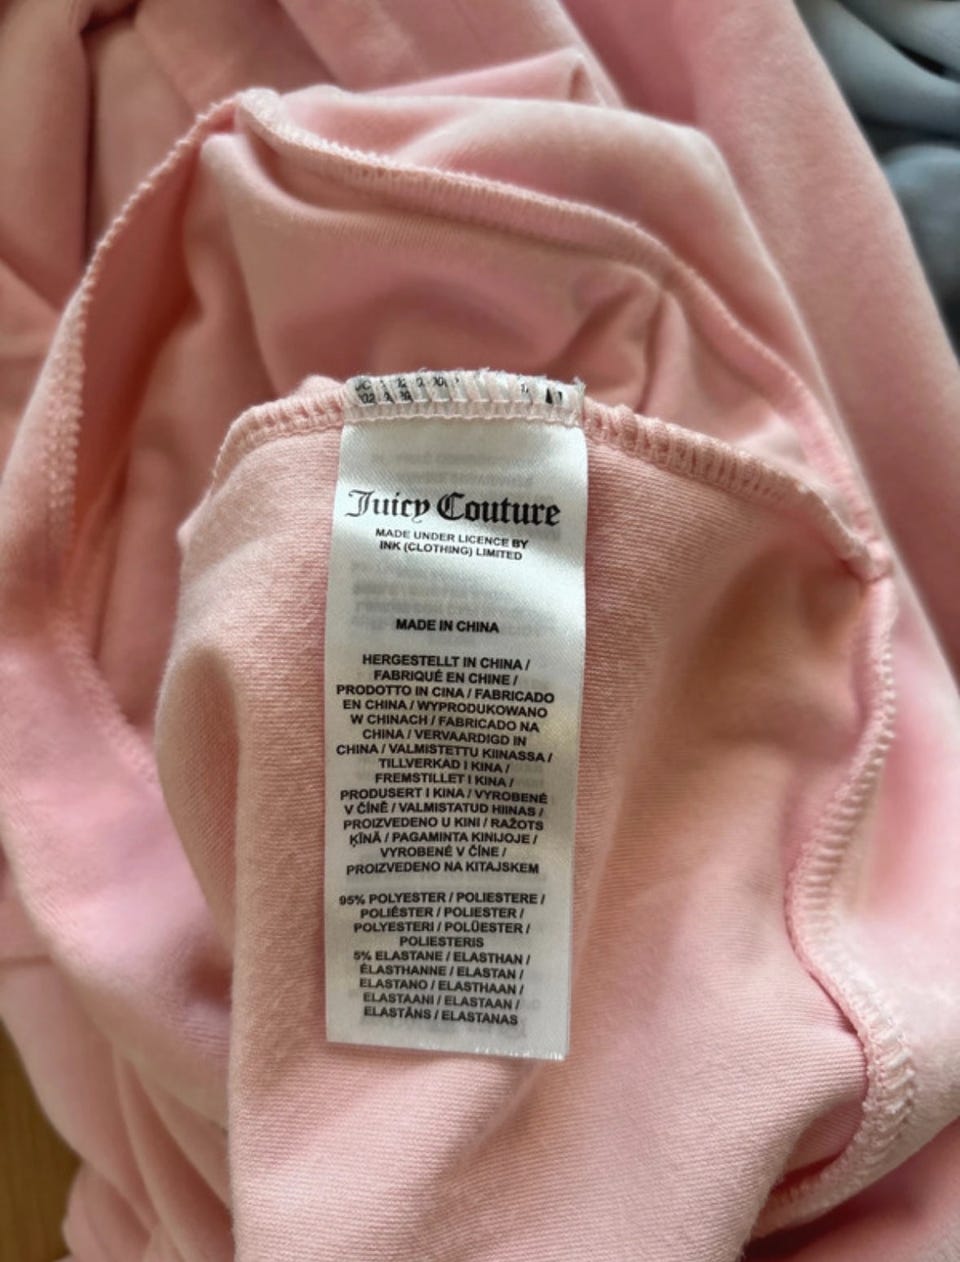 Juicy Couture
MADE UNDER LICENCE BY
INK (CLOTHING) LIMITED
MADE IN CHINA
HERGESTELLT IN CHINA /
FABRIQUÉ EN CHINE /
PRODOTTO IN CINA / FABRICADO
EN CHINA / WYPRODUKOWANO
W CHINACH / FABRICADO NA
CHINA / VERVAARDIGD IN
CHINA / VALMISTETTU KIINASSA /
TILLVERKAD I KINA /
FREMSTILLET I KINA /
PRODUSERT I KINA / VYROBENÉ
V ČÍNĚ / VALMISTATUD HIINAS /
PROIZVEDENO U KINI / RAŽOTS
ĶĪNĀ / PAGAMINTA KINIJOJE /
VYROBENÉ V ČÍNE /
PROIZVEDENO NA KITAJSKEM
95% POLYESTER / POLIESTERE /
POLIÉSTER / POLIESTER /
POLYESTERI / POLÜESTER /
POLIESTERIS
5% ELASTANE / ELASTHAN /
ÉLASTHANNE / ELASTAN /
ELASTANO / ELASTHAAN /
ELASTAANI / ELASTAAN /
ELASTĀNS / ELASTANAS